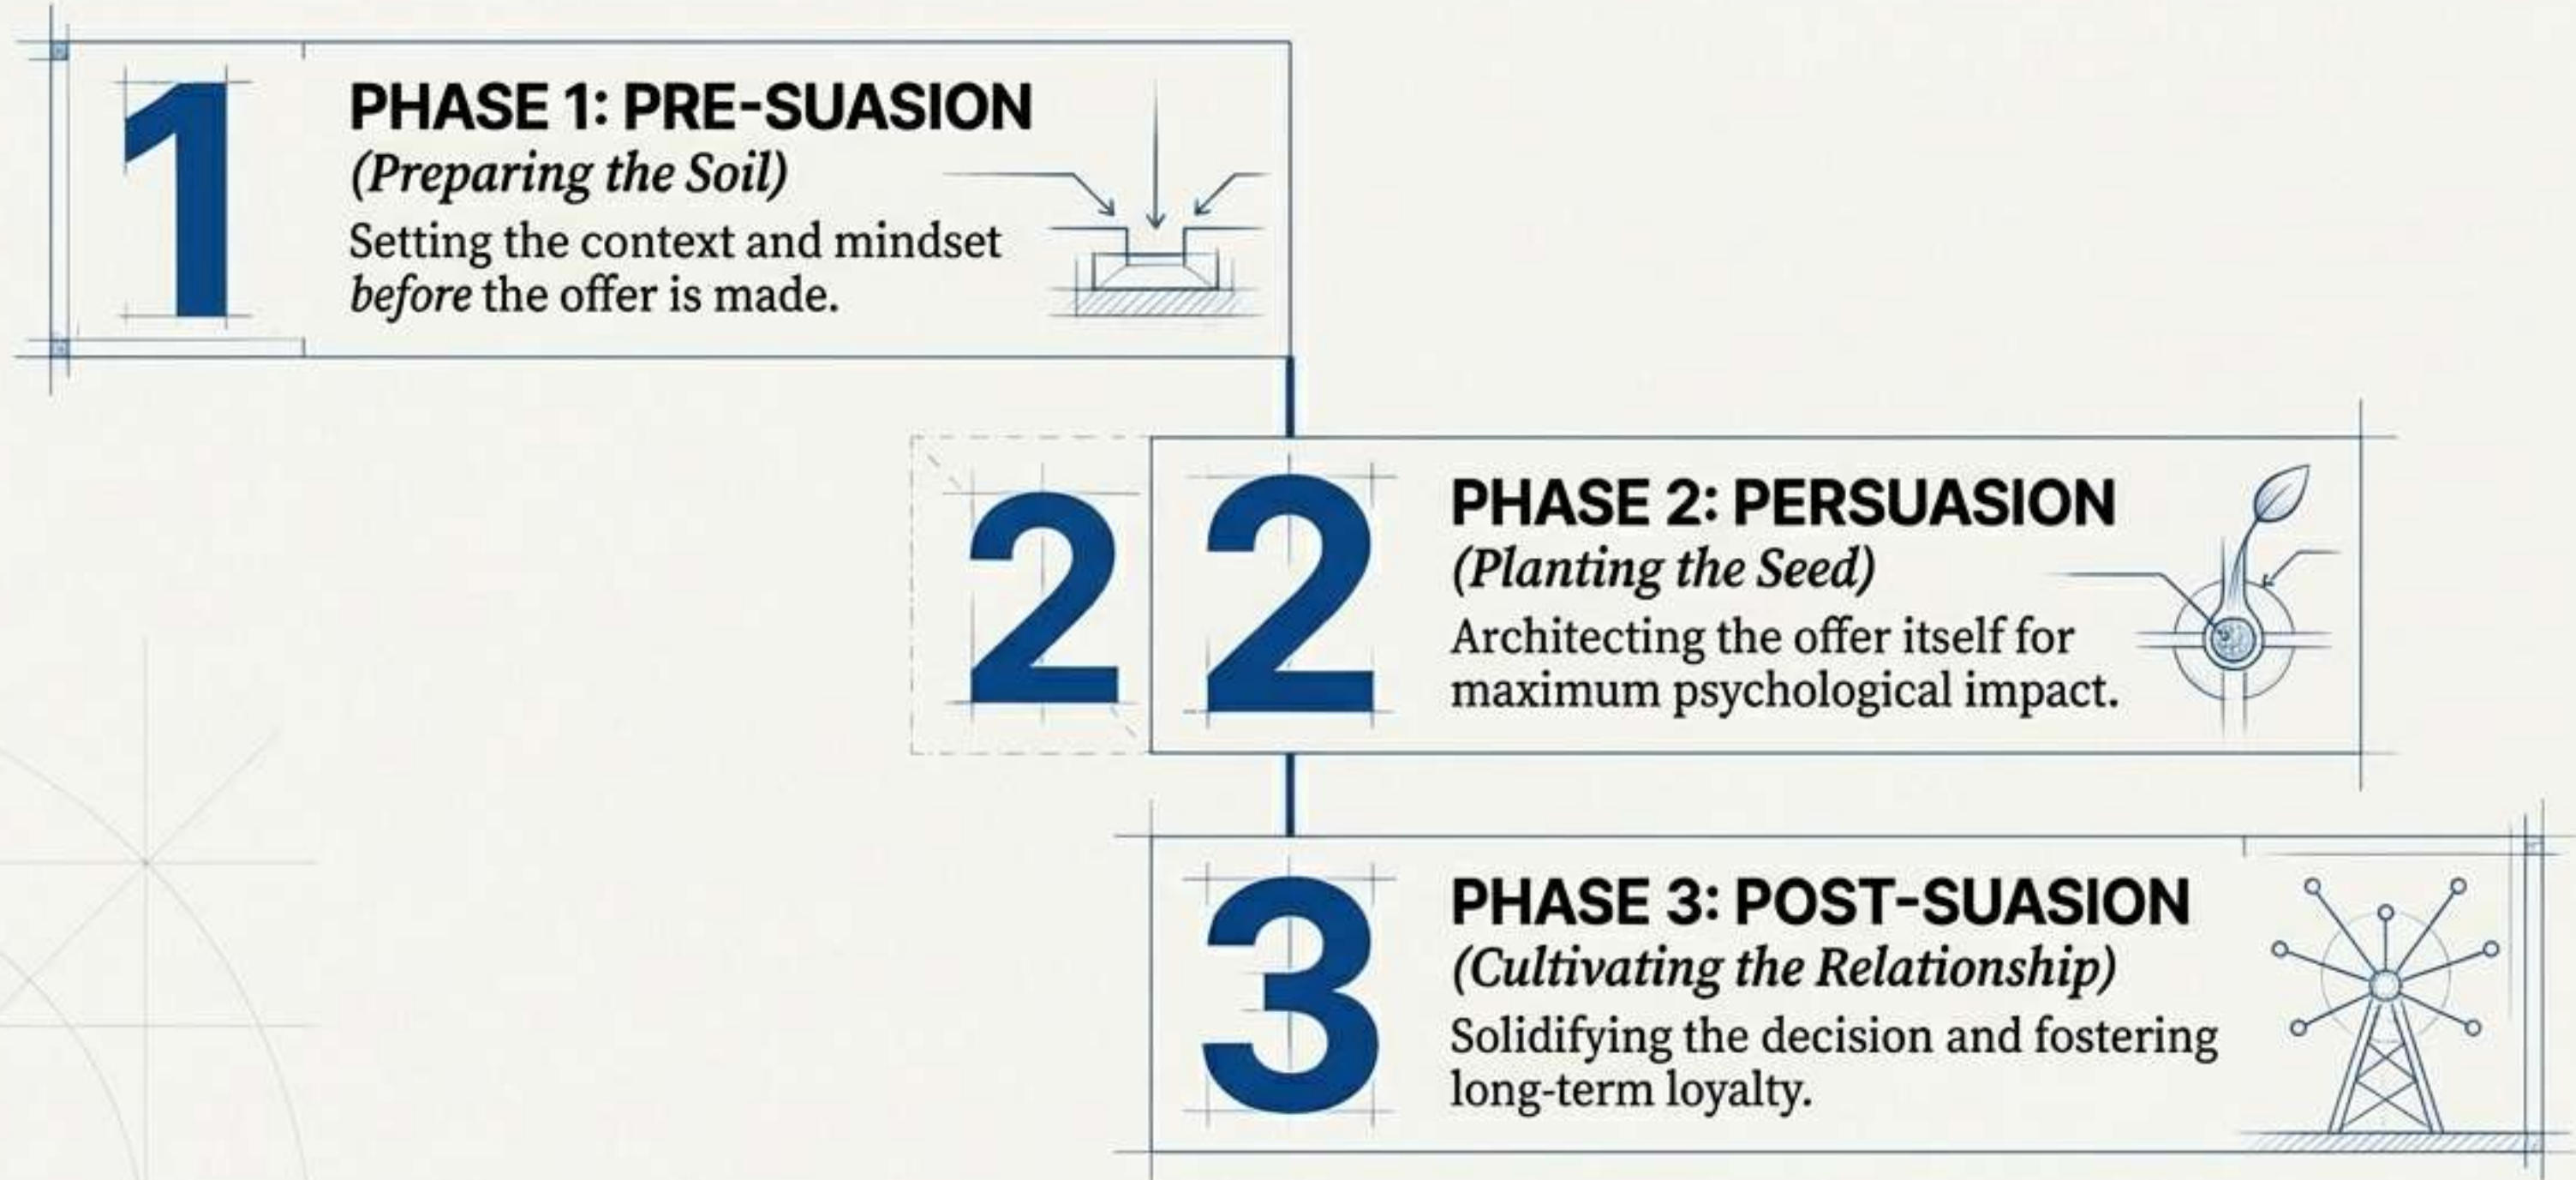 1
PHASE 1: PRE-SUASION
(Preparing the Soil)
Setting the context and mindset
before the offer is made.
2
2
PHASE 2: PERSUASION
(Planting the Seed)
Architecting the offer itself for
maximum psychological impact.
3
PHASE 3: POST-SUASION
(Cultivating the Relationship)
Solidifying the decision and fostering
long-term loyalty.